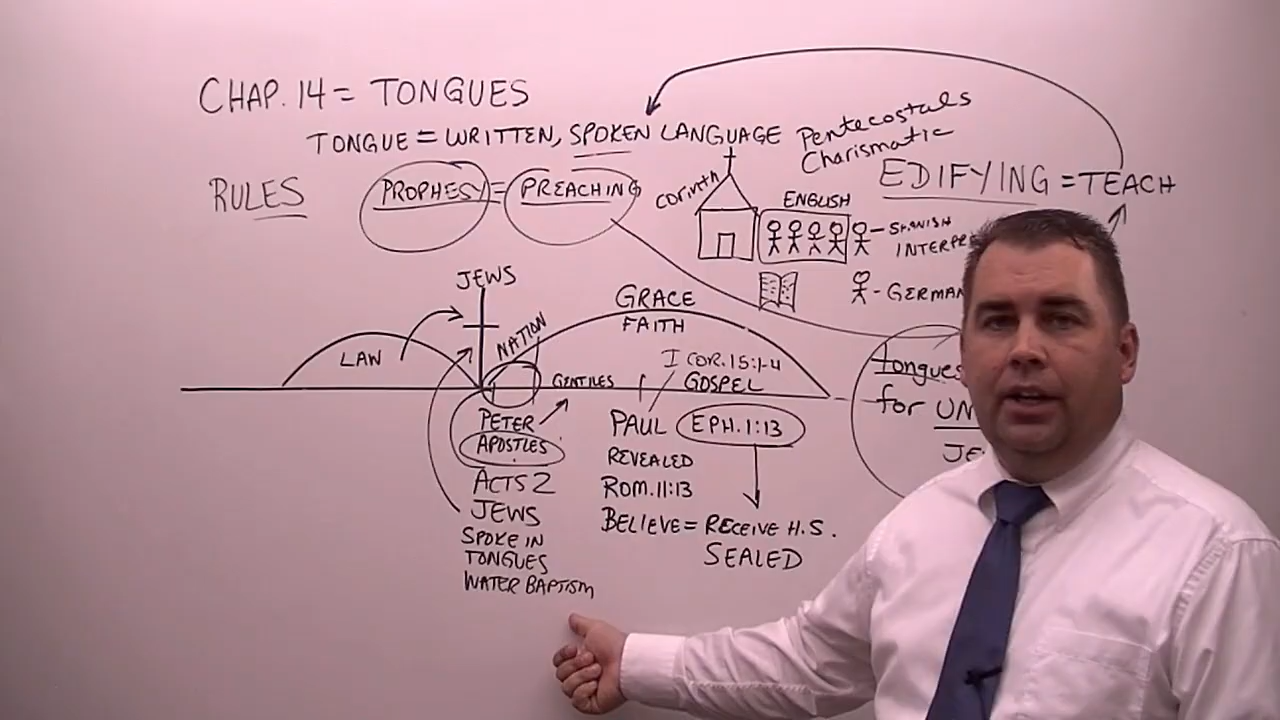 CHAP. 14 = TONGUES
TONGUE = WRITTEN, SPOKEN LANGUAGE
Pentecostals
Charismatic
RULES
PROPHESY = PREACHING
EDIFYING = TEACH
Corinth
ENGLISH
SPANISH
GERMAN
JEWS
LAW
NATION
GRACE
FAITH
I COR. 15:1-4
GENTILES
GOSPEL
PETER
APOSTLES
ACTS 2
JEWS
SPOKE IN
TONGUES
WATER BAPTISM
PAUL
EPH. 1:13
REVEALED
ROM. 11:13
BELIEVE = RECEIVE H.S.
SEALED
tongues
for